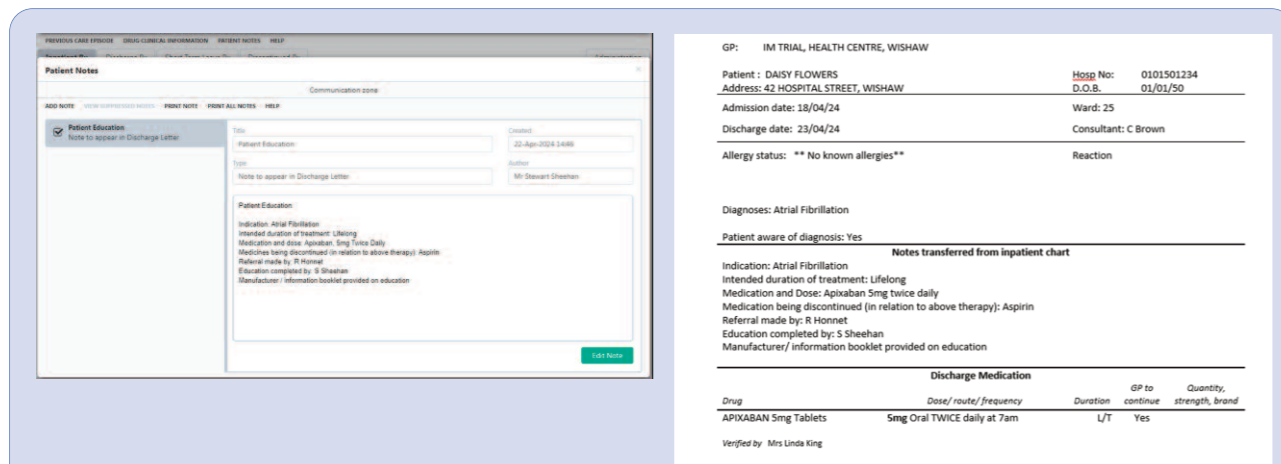 PREVIOUS CARE EPISODE DRUG CLINICAL INFORMATION PATIENT NOTES HELP
Patient Notes
Communication zone
ADD NOTE VIEW SUPPRESSED NOTES PRINT NOTE PRINT ALL NOTES HELP
Patient Education
Note to appear in Discharge Letter
Title
Patient Education
Created
22-Apr-2024 14:46
Type
Note to appear in Discharge Letter
Author
Mr Stewart Sheehan
Patient Education
Indication: Atrial Fibrillation
Intended duration of treatment: Lifelong
Medication and dose: Apixaban, 5mg Twice Daily
Medicines being discontinued (in relation to above therapy): Aspirin
Referral made by: R Honnet
Education completed by: S Sheehan
Manufacturer / information booklet provided on education
Edit Note
GP: IM TRIAL, HEALTH CENTRE, WISHAW
Patient : DAISY FLOWERS Hosp No: 0101501234
Address: 42 HOSPITAL STREET, WISHAW D.O.B. 01/01/50
Admission date: 18/04/24 Ward: 25
Discharge date: 23/04/24 Consultant: C Brown
Allergy status: ** No known allergies** Reaction
Diagnoses: Atrial Fibrillation
Patient aware of diagnosis: Yes
Notes transferred from inpatient chart
Indication: Atrial Fibrillation
Intended duration of treatment: Lifelong
Medication and Dose: Apixaban 5mg twice daily
Medication being discontinued (in relation to above therapy): Aspirin
Referral made by: R Honnet
Education completed by: S Sheehan
Manufacturer/ information booklet provided on education
Discharge Medication
Drug Dose/ route/ frequency Duration GP to continue Quantity, strength, brand
APIXABAN 5mg Tablets 5mg Oral TWICE daily at 7am L/T Yes
Verified by Mrs Linda King